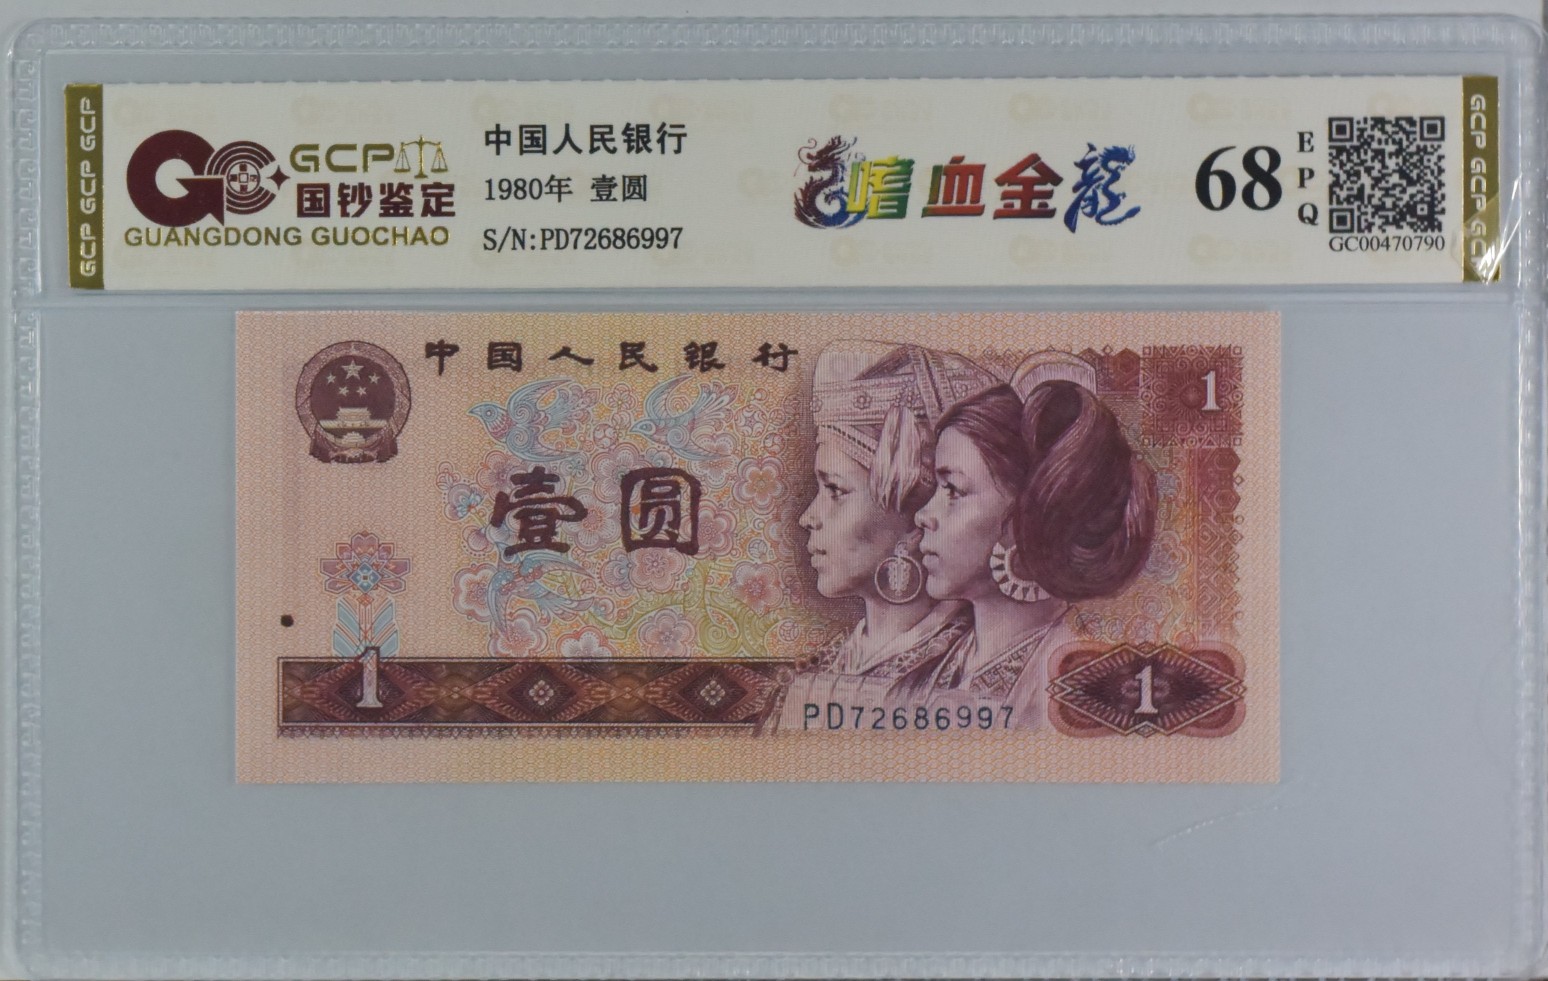 GCP GCP GCP
GCP
国钞鉴定
GUANGDONG GUOCHAO
中国人民银行
1980年 壹圆
S/N:PD72686997
嗜血金龍
68
EPQ
GC00470790
GCP GCP GCP
中国人民银行
1
壹圆
1
PD72686997
1